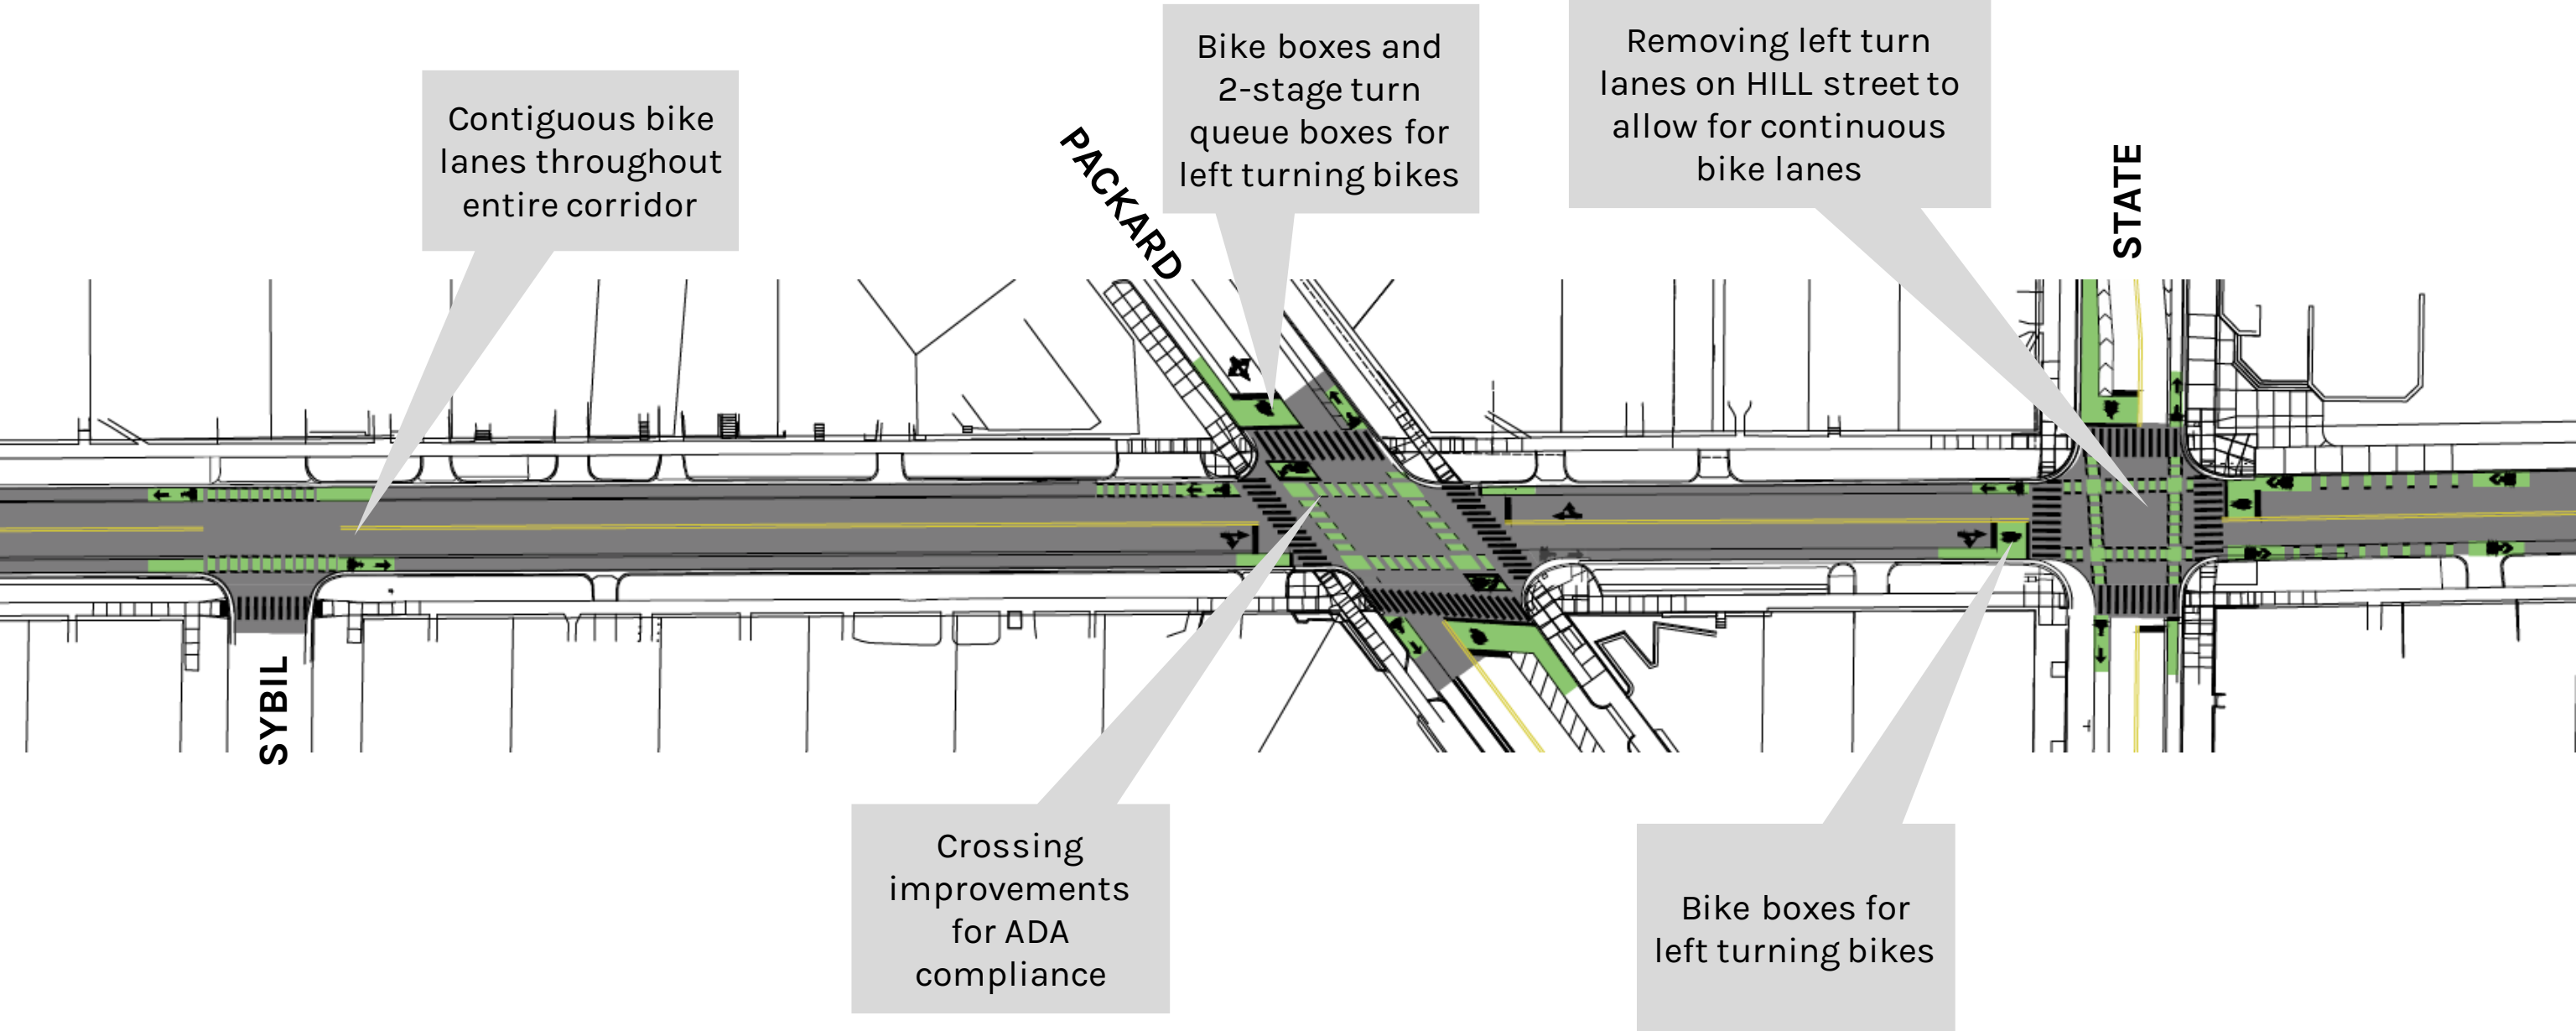 Contiguous bike
lanes throughout
entire corridor
PACKARD
Bike boxes and
2-stage turn
queue boxes for
left turning bikes
Removing left turn
lanes on HILL street to
allow for continuous
bike lanes
STATE
SYBIL
Crossing
improvements
for ADA
compliance
Bike boxes for
left turning bikes